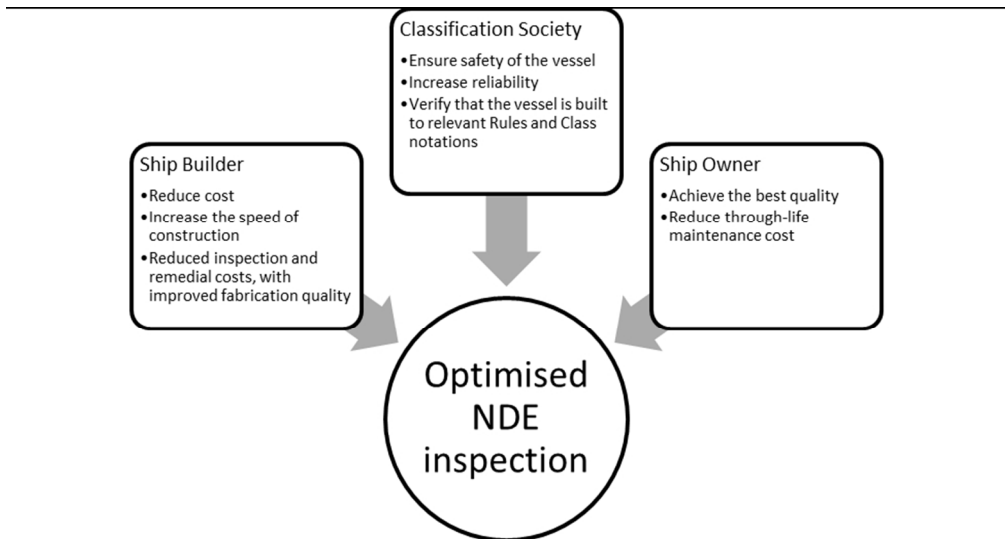 Classification Society
•Ensure safety of the vessel
•Increase reliability
•Verify that the vessel is built
to relevant Rules and Class
notations
Ship Builder
•Reduce cost
•Increase the speed of
construction
•Reduced inspection and
remedial costs, with
improved fabrication quality
Ship Owner
•Achieve the best quality
•Reduce through-life
maintenance cost
Optimised
NDE
inspection